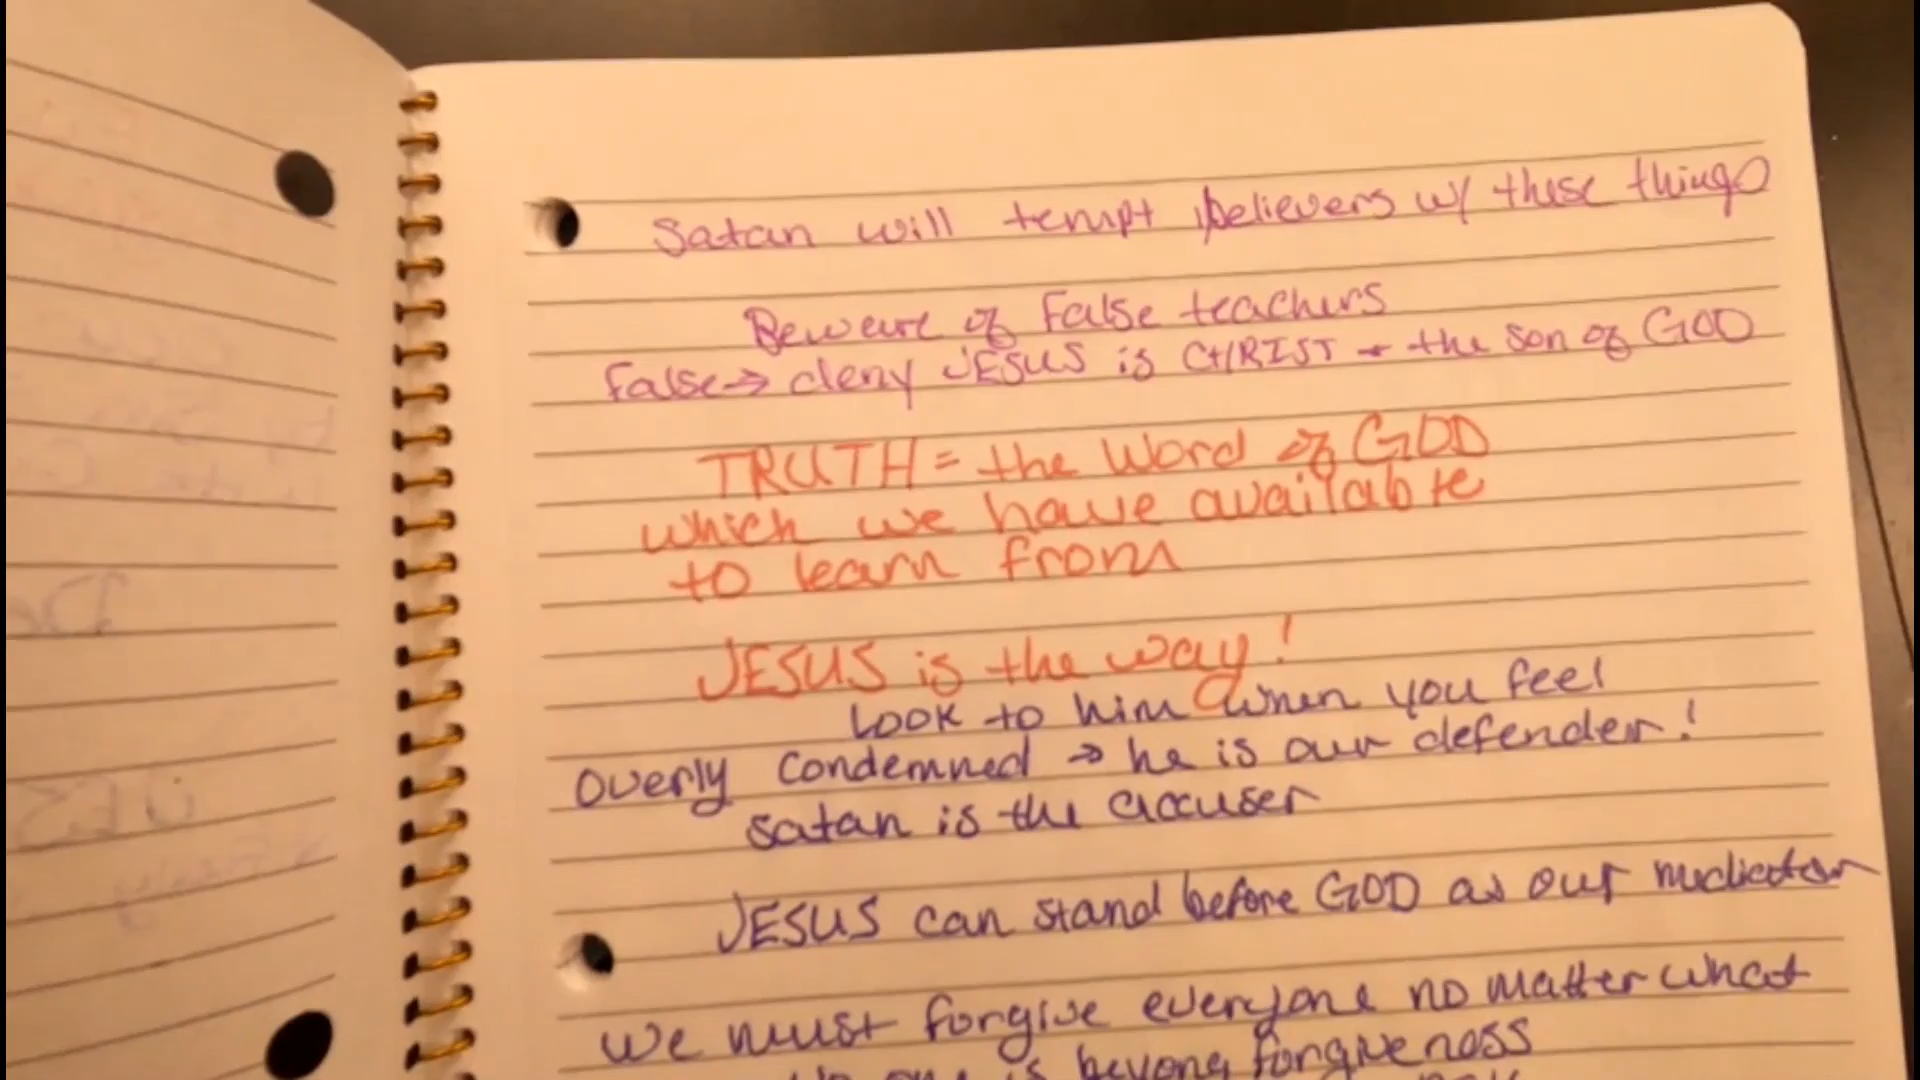 Satan will tempt believers w/ these things
Beware of False teachers
False → deny JESUS is CHRIST + the son of GOD
TRUTH = the Word of GOD
which we have available
to learn from
JESUS is the way!
Look to him when you feel
overly condemned → he is our defender!
satan is the accuser
JESUS can stand before GOD as our mediator
We must forgive everyone no matter what
No one is beyond forgiveness